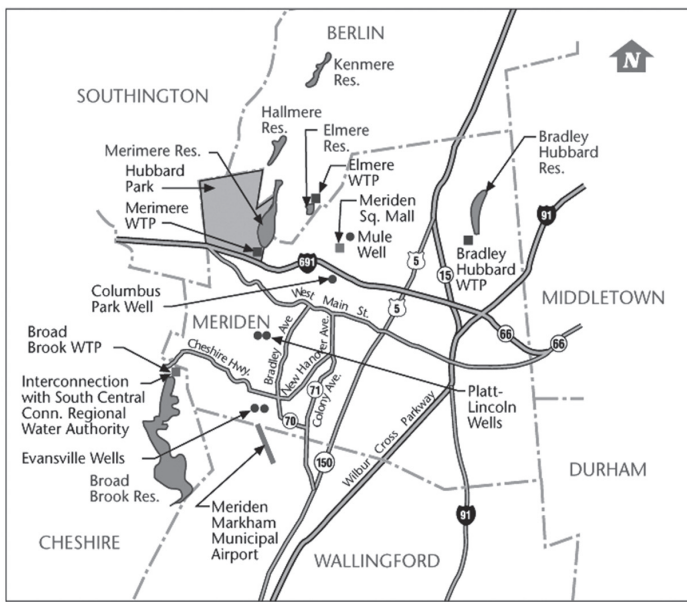 BERLIN
N
Kenmere
Res.
SOUTHINGTON
Hallmere
Res.
Elmere
Res.
Bradley
Hubbard
Res.
Merimere Res.
Hubbard
Park
Elmere
WTP
Merimere
WTP
Meriden
Sq. Mall
Mule
Well
91
691
5
15
Bradley
Hubbard
WTP
Columbus
Park Well
West Main St.
5
MIDDLETOWN
MERIDEN
66
66
Broad
Brook WTP
Cheshire Hwy.
Bradley Ave
New Hanover Ave.
Interconnection
with South Central
Conn. Regional
Water Authority
71
Colony Ave.
Platt-
Lincoln
Wells
70
Evansville Wells
150
Wilbur Cross Parkway
DURHAM
Broad
Brook Res.
Meriden
Markham
Municipal
Airport
91
CHESHIRE
WALLINGFORD